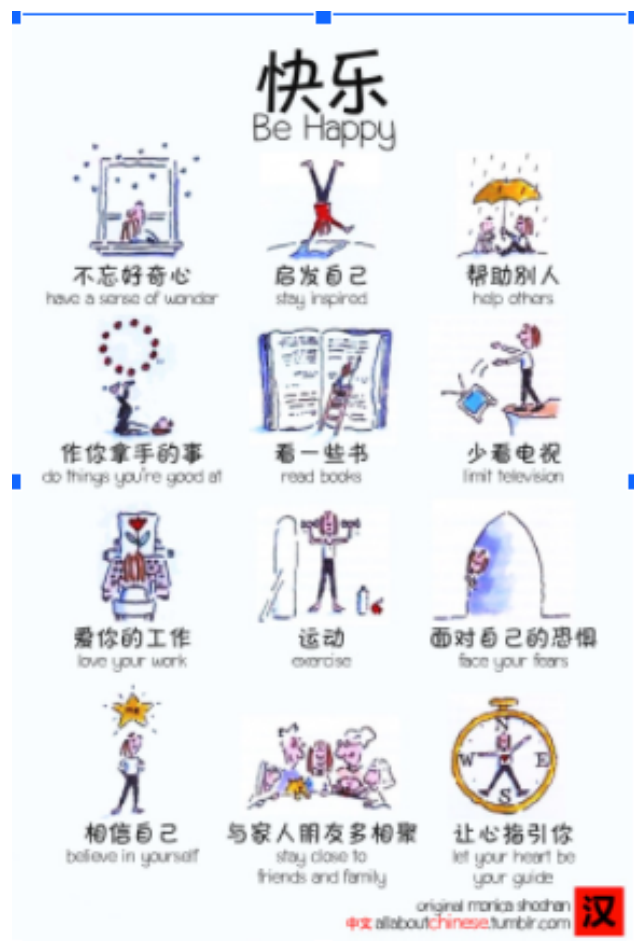 快乐
Be Happy
不忘好奇心
have a sense of wonder
启发自己
stay inspired
帮助别人
help others
作你拿手的事
do things you're good at
看一些书
read books
少看电视
limit television
爱你的工作
love your work
运动
exercise
面对自己的恐惧
face your fears
相信自己
believe in yourself
与家人朋友多相聚
stay close to
friends and family
N
W E
S
让心指引你
let your heart be
your guide
original monica sheehan
中文 allaboutchinese.tumblr.com
汉